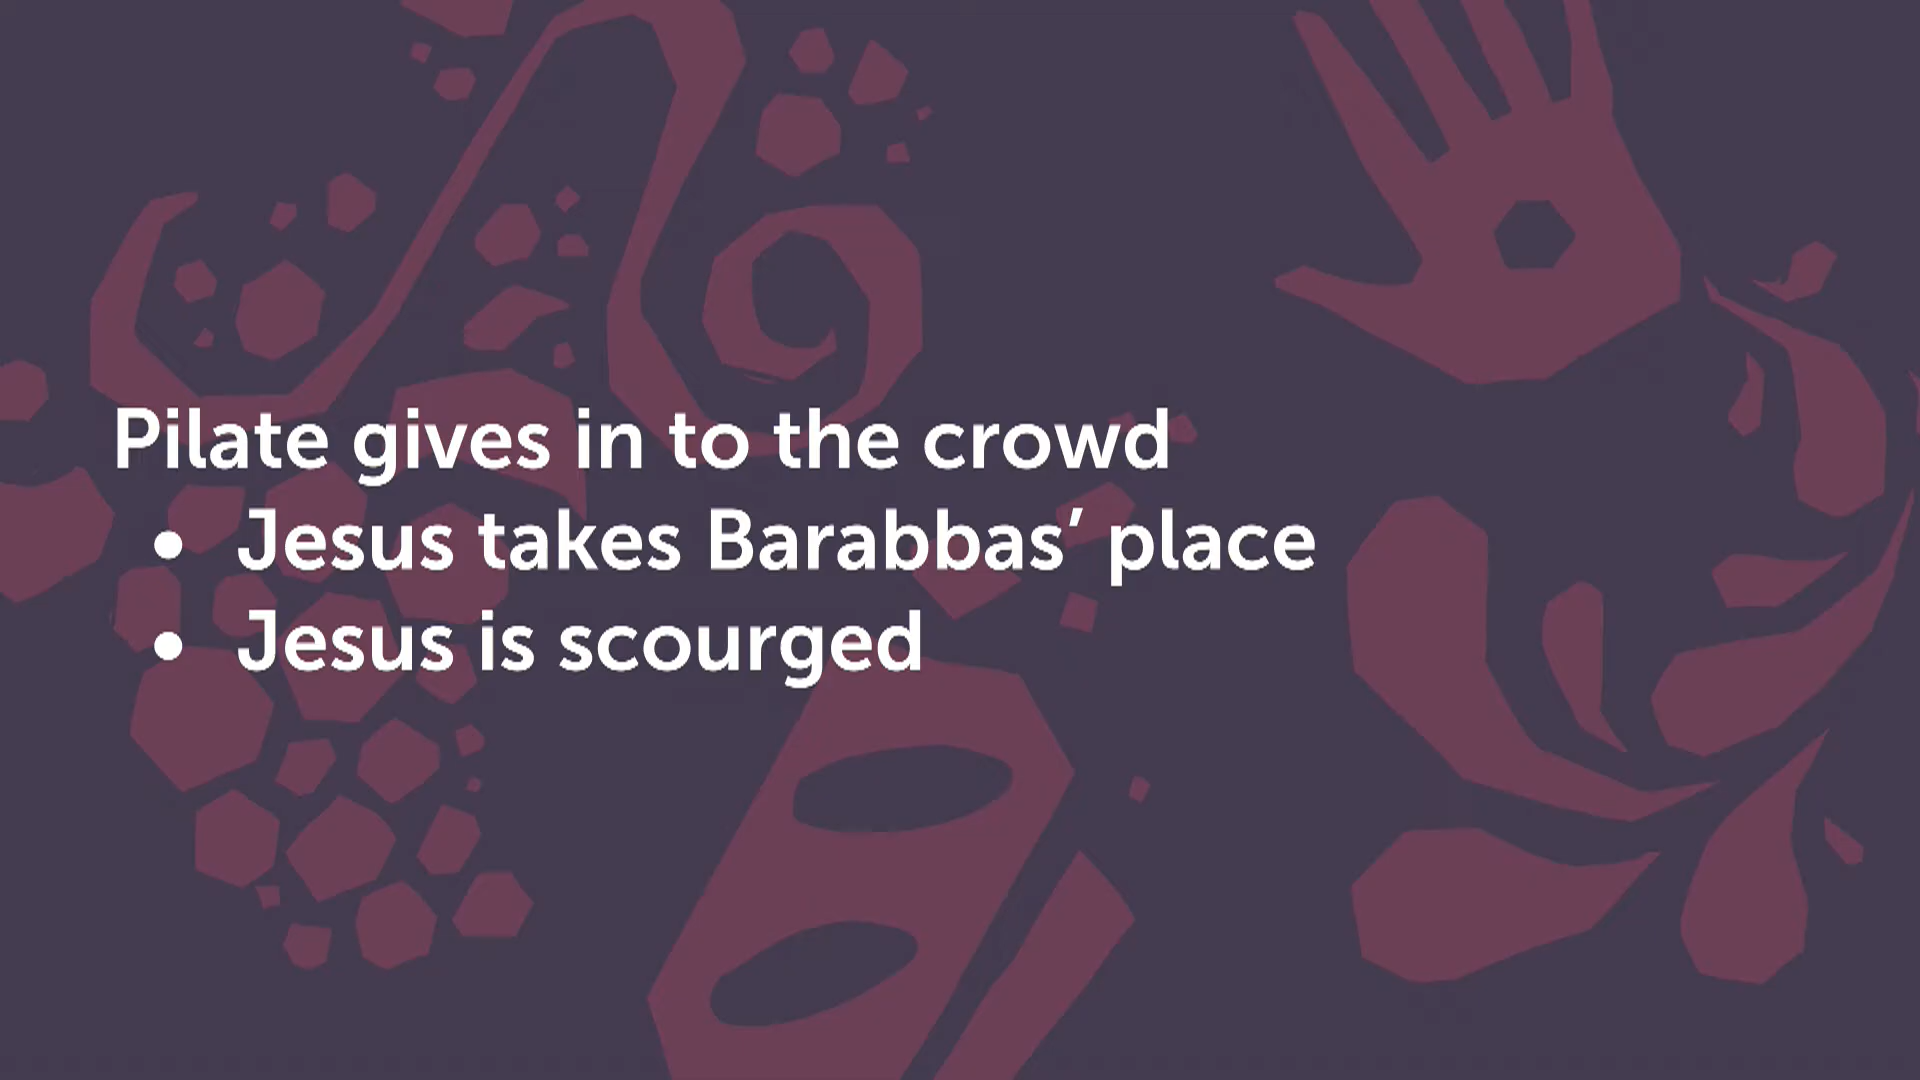 Pilate gives in to the crowd
• Jesus takes Barabbas’ place
• Jesus is scourged